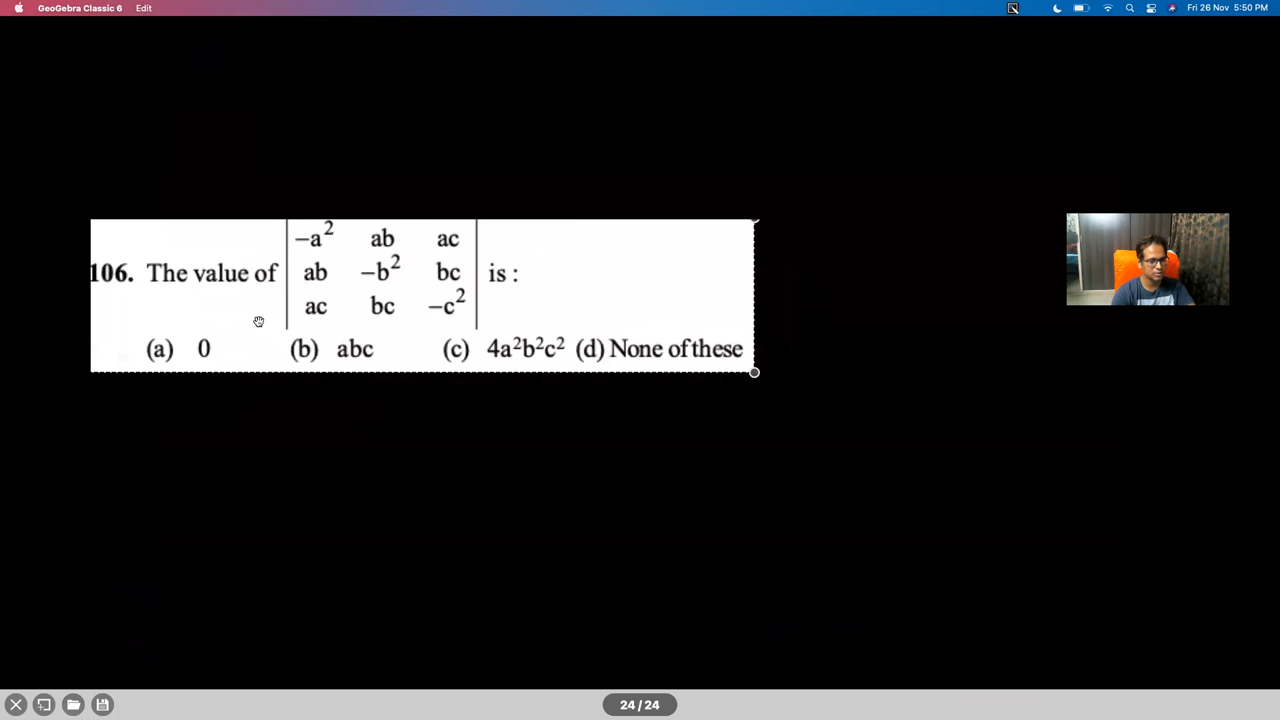 GeoGebra Classic 6 Edit Fri 26 Nov 5:50 PM
−a² ab ac
106. The value of ab −b² bc is :
ac bc −c²
(a) 0 (b) abc (c) 4a²b²c² (d) None of these
24 / 24